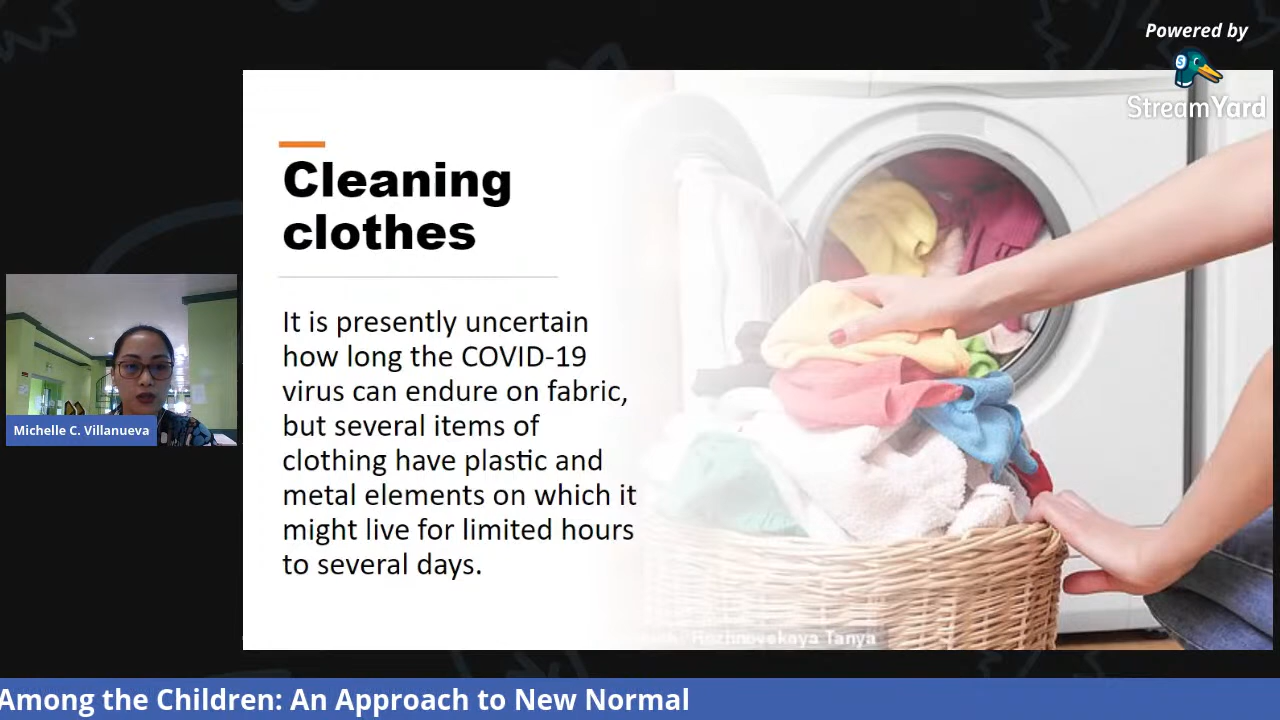 Powered by
StreamYard
Cleaning
clothes
It is presently uncertain
how long the COVID-19
virus can endure on fabric,
but several items of
clothing have plastic and
metal elements on which it
might live for limited hours
to several days.
Michelle C. Villanueva
Tanya
Among the Children: An Approach to New Normal